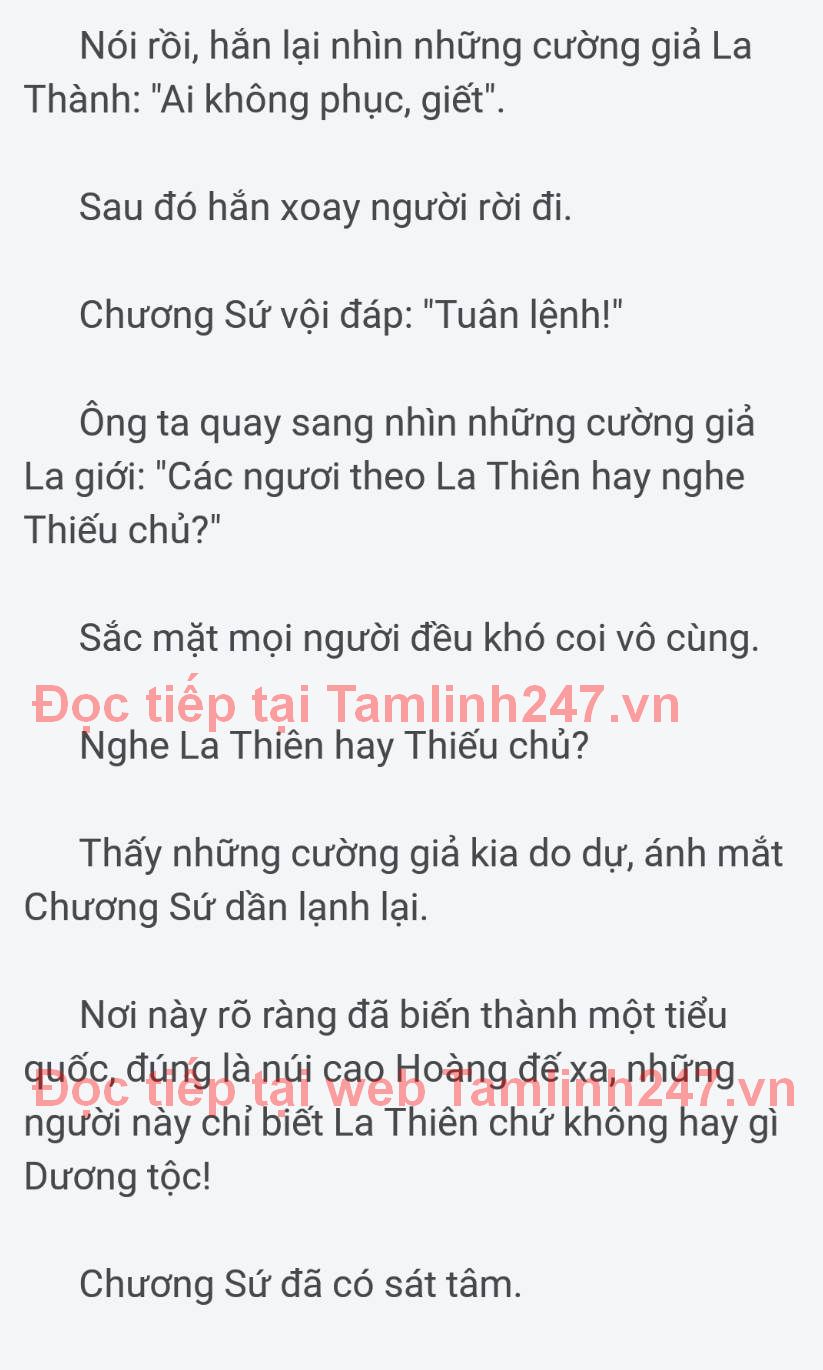 Nói rồi, hắn lại nhìn những cường giả La
Thành: "Ai không phục, giết".
Sau đó hắn xoay người rời đi.
Chương Sứ vội đáp: "Tuân lệnh!"
Ông ta quay sang nhìn những cường giả
La giới: "Các ngươi theo La Thiên hay nghe
Thiếu chủ?"
Sắc mặt mọi người đều khó coi vô cùng.
Đọc tiếp tại Tamlinh247.vn
Nghe La Thiên hay Thiếu chủ?
Thấy những cường giả kia do dự, ánh mắt
Chương Sứ dần lạnh lại.
Nơi này rõ ràng đã biến thành một tiểu
quốc, đúng là núi cao Hoàng đế xa, những
Đọc tiếp tại web Tamlinh247.vn
người này chỉ biết La Thiên chứ không hay gì
Dương tộc!
Chương Sứ đã có sát tâm.